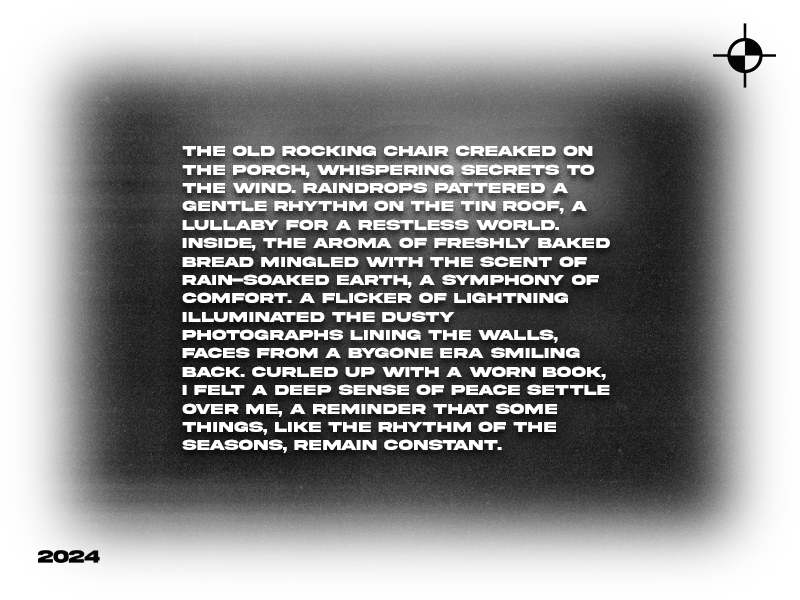 THE OLD ROCKING CHAIR CREAKED ON
THE PORCH, WHISPERING SECRETS TO
THE WIND. RAINDROPS PATTERED A
GENTLE RHYTHM ON THE TIN ROOF, A
LULLABY FOR A RESTLESS WORLD.
INSIDE, THE AROMA OF FRESHLY BAKED
BREAD MINGLED WITH THE SCENT OF
RAIN–SOAKED EARTH, A SYMPHONY OF
COMFORT. A FLICKER OF LIGHTNING
ILLUMINATED THE DUSTY
PHOTOGRAPHS LINING THE WALLS,
FACES FROM A BYGONE ERA SMILING
BACK. CURLED UP WITH A WORN BOOK,
I FELT A DEEP SENSE OF PEACE SETTLE
OVER ME, A REMINDER THAT SOME
THINGS, LIKE THE RHYTHM OF THE
SEASONS, REMAIN CONSTANT.
2024